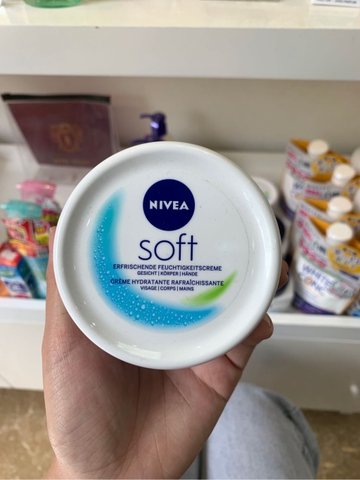 NIVEA
soft
ERFRISCHENDE FEUCHTIGKEITSCREME
GESICHT | KÖRPER | HÄNDE
CRÈME HYDRATANTE RAFRAÎCHISSANTE
VISAGE | CORPS | MAINS